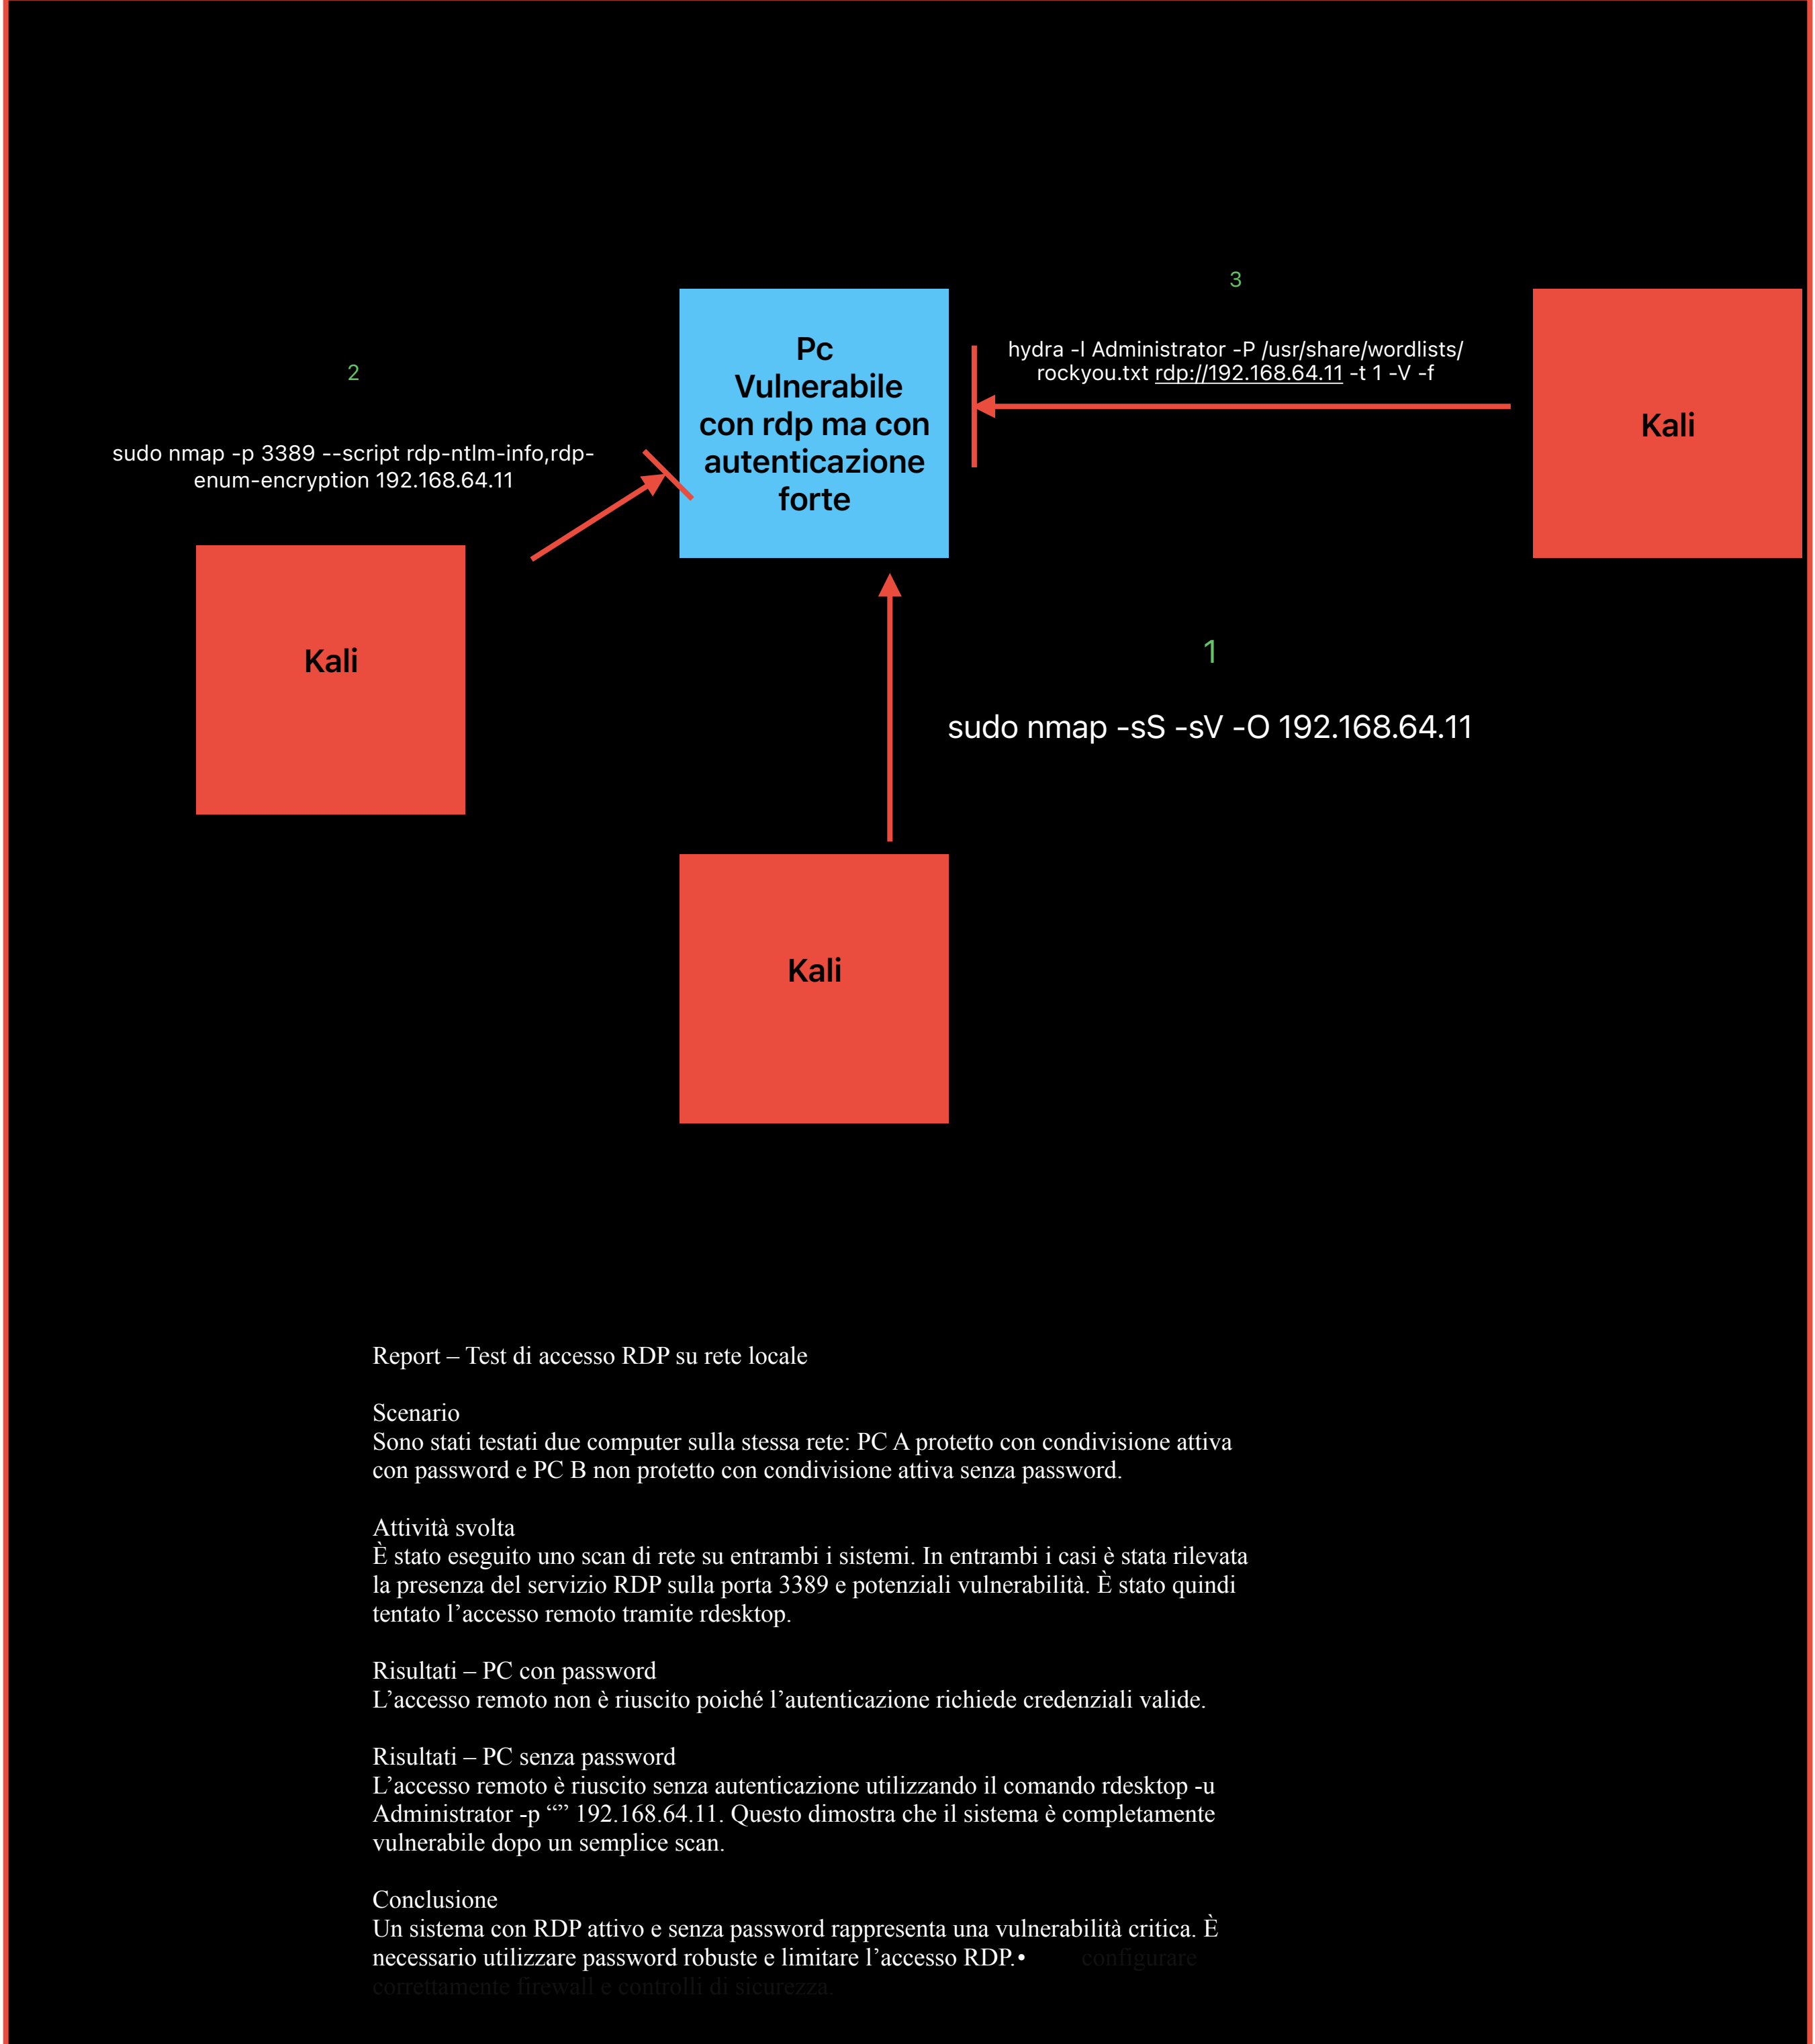 3
hydra -l Administrator -P /usr/share/wordlists/
rockyou.txt rdp://192.168.64.11 -t 1 -V -f
Pc
Vulnerabile
con rdp ma con
autenticazione
forte
Kali
2
sudo nmap -p 3389 --script rdp-ntlm-info,rdp-
enum-encryption 192.168.64.11
Kali
1
sudo nmap -sS -sV -O 192.168.64.11
Kali
Report – Test di accesso RDP su rete locale
Scenario
Sono stati testati due computer sulla stessa rete: PC A protetto con condivisione attiva
con password e PC B non protetto con condivisione attiva senza password.
Attività svolta
È stato eseguito uno scan di rete su entrambi i sistemi. In entrambi i casi è stata rilevata
la presenza del servizio RDP sulla porta 3389 e potenziali vulnerabilità. È stato quindi
tentato l’accesso remoto tramite rdesktop.
Risultati – PC con password
L’accesso remoto non è riuscito poiché l’autenticazione richiede credenziali valide.
Risultati – PC senza password
L’accesso remoto è riuscito senza autenticazione utilizzando il comando rdesktop -u
Administrator -p “” 192.168.64.11. Questo dimostra che il sistema è completamente
vulnerabile dopo un semplice scan.
Conclusione
Un sistema con RDP attivo e senza password rappresenta una vulnerabilità critica. È
necessario utilizzare password robuste e limitare l’accesso RDP.• configurare
correttamente firewall e controlli di sicurezza.